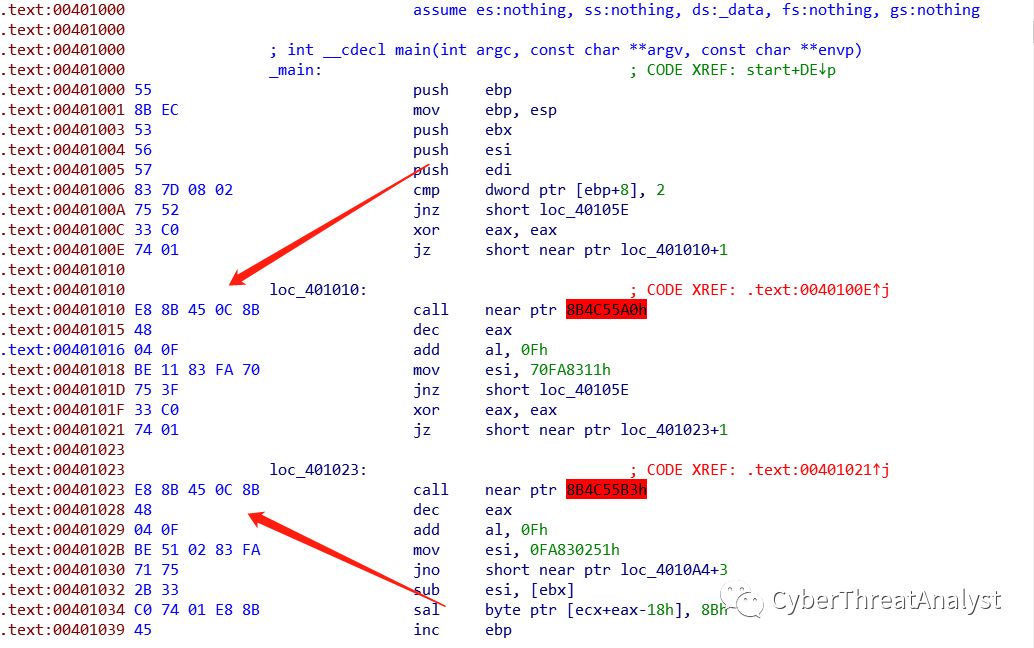 .text:00401000 assume es:nothing, ss:nothing, ds:_data, fs:nothing, gs:nothing
.text:00401000
.text:00401000 ; int __cdecl main(int argc, const char **argv, const char **envp)
.text:00401000 _main: ; CODE XREF: start+DE↓p
.text:00401000 55 push ebp
.text:00401001 8B EC mov ebp, esp
.text:00401003 53 push ebx
.text:00401004 56 push esi
.text:00401005 57 push edi
.text:00401006 83 7D 08 02 cmp dword ptr [ebp+8], 2
.text:0040100A 75 52 jnz short loc_40105E
.text:0040100C 33 C0 xor eax, eax
.text:0040100E 74 01 jz short near ptr loc_401010+1
.text:00401010
.text:00401010 loc_401010: ; CODE XREF: .text:0040100E↑j
.text:00401010 E8 8B 45 0C 8B call near ptr 8B4C55A0h
.text:00401015 48 dec eax
.text:00401016 04 0F add al, 0Fh
.text:00401018 BE 11 83 FA 70 mov esi, 70FA8311h
.text:0040101D 75 3F jnz short loc_40105E
.text:0040101F 33 C0 xor eax, eax
.text:00401021 74 01 jz short near ptr loc_401023+1
.text:00401023
.text:00401023 loc_401023: ; CODE XREF: .text:00401021↑j
.text:00401023 E8 8B 45 0C 8B call near ptr 8B4C55B3h
.text:00401028 48 dec eax
.text:00401029 04 0F add al, 0Fh
.text:0040102B BE 51 02 83 FA mov esi, 0FA830251h
.text:00401030 71 75 jno short near ptr loc_4010A4+3
.text:00401032 2B 33 sub esi, [ebx]
.text:00401034 C0 74 01 E8 8B sal byte ptr [ecx+eax-18h], 8Bh
.text:00401039 45 inc ebp
CyberThreatAnalyst